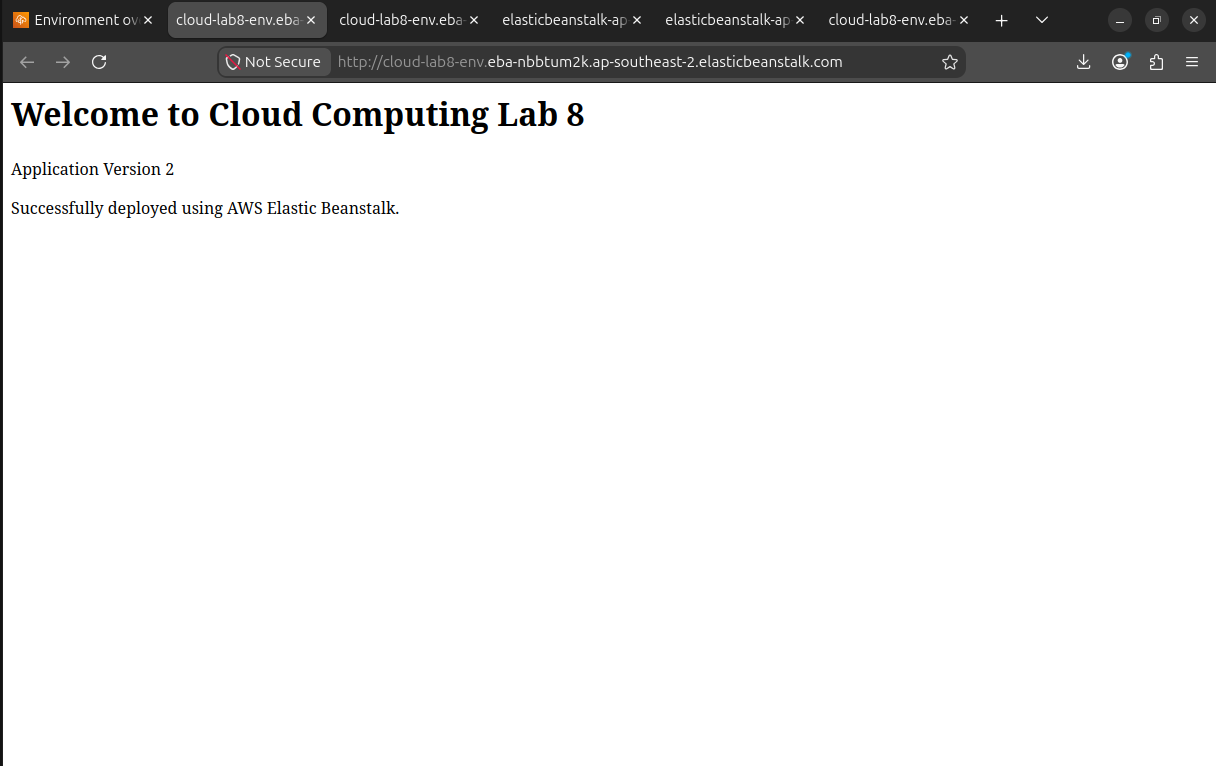 Environment ov
cloud-lab8-env.eba-
cloud-lab8-env.eba-
elasticbeanstalk-ap
elasticbeanstalk-ap
cloud-lab8-env.eba-
Not Secure
http://cloud-lab8-env.eba-nbbtum2k.ap-southeast-2.elasticbeanstalk.com
Welcome to Cloud Computing Lab 8
Application Version 2
Successfully deployed using AWS Elastic Beanstalk.